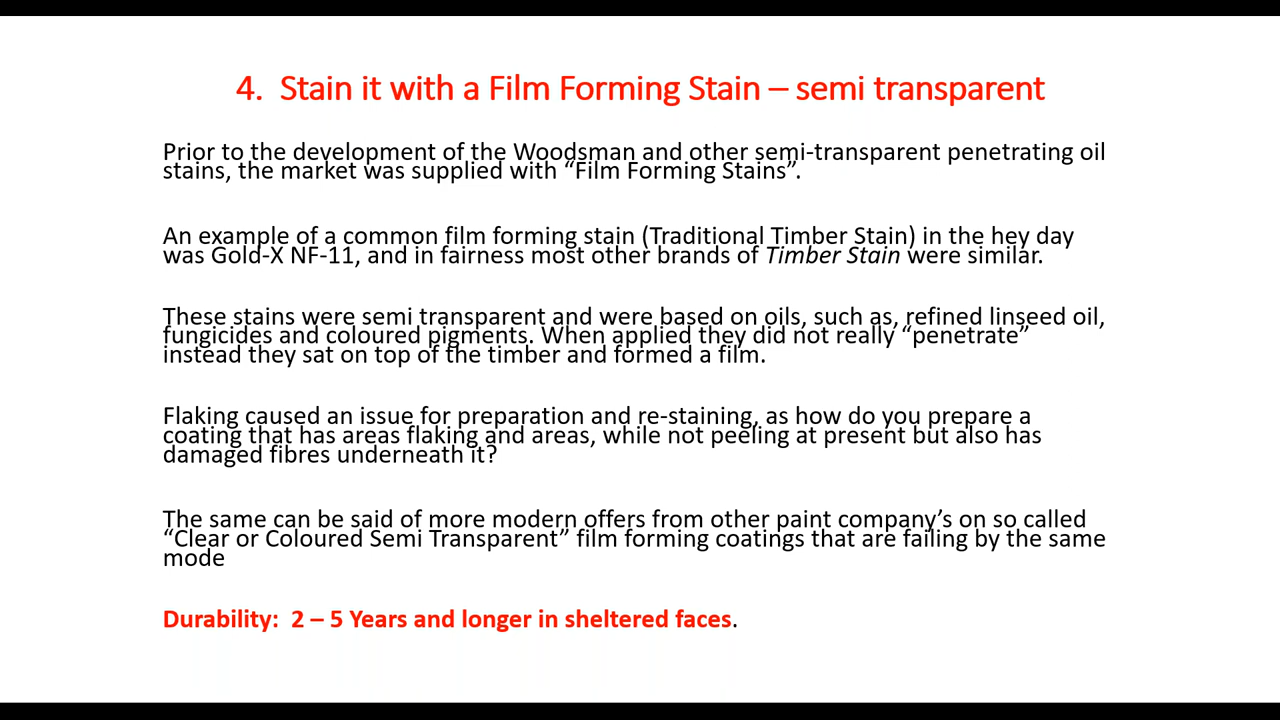 4.  Stain it with a Film Forming Stain – semi transparent
Prior to the development of the Woodsman and other semi-transparent penetrating oil
stains, the market was supplied with “Film Forming Stains”.
An example of a common film forming stain (Traditional Timber Stain) in the hey day
was Gold-X NF-11, and in fairness most other brands of Timber Stain were similar.
These stains were semi transparent and were based on oils, such as, refined linseed oil,
fungicides and coloured pigments. When applied they did not really “penetrate”
instead they sat on top of the timber and formed a film.
Flaking caused an issue for preparation and re-staining, as how do you prepare a
coating that has areas flaking and areas, while not peeling at present but also has
damaged fibres underneath it?
The same can be said of more modern offers from other paint company’s on so called
“Clear or Coloured Semi Transparent” film forming coatings that are failing by the same
mode
Durability:  2 – 5 Years and longer in sheltered faces.